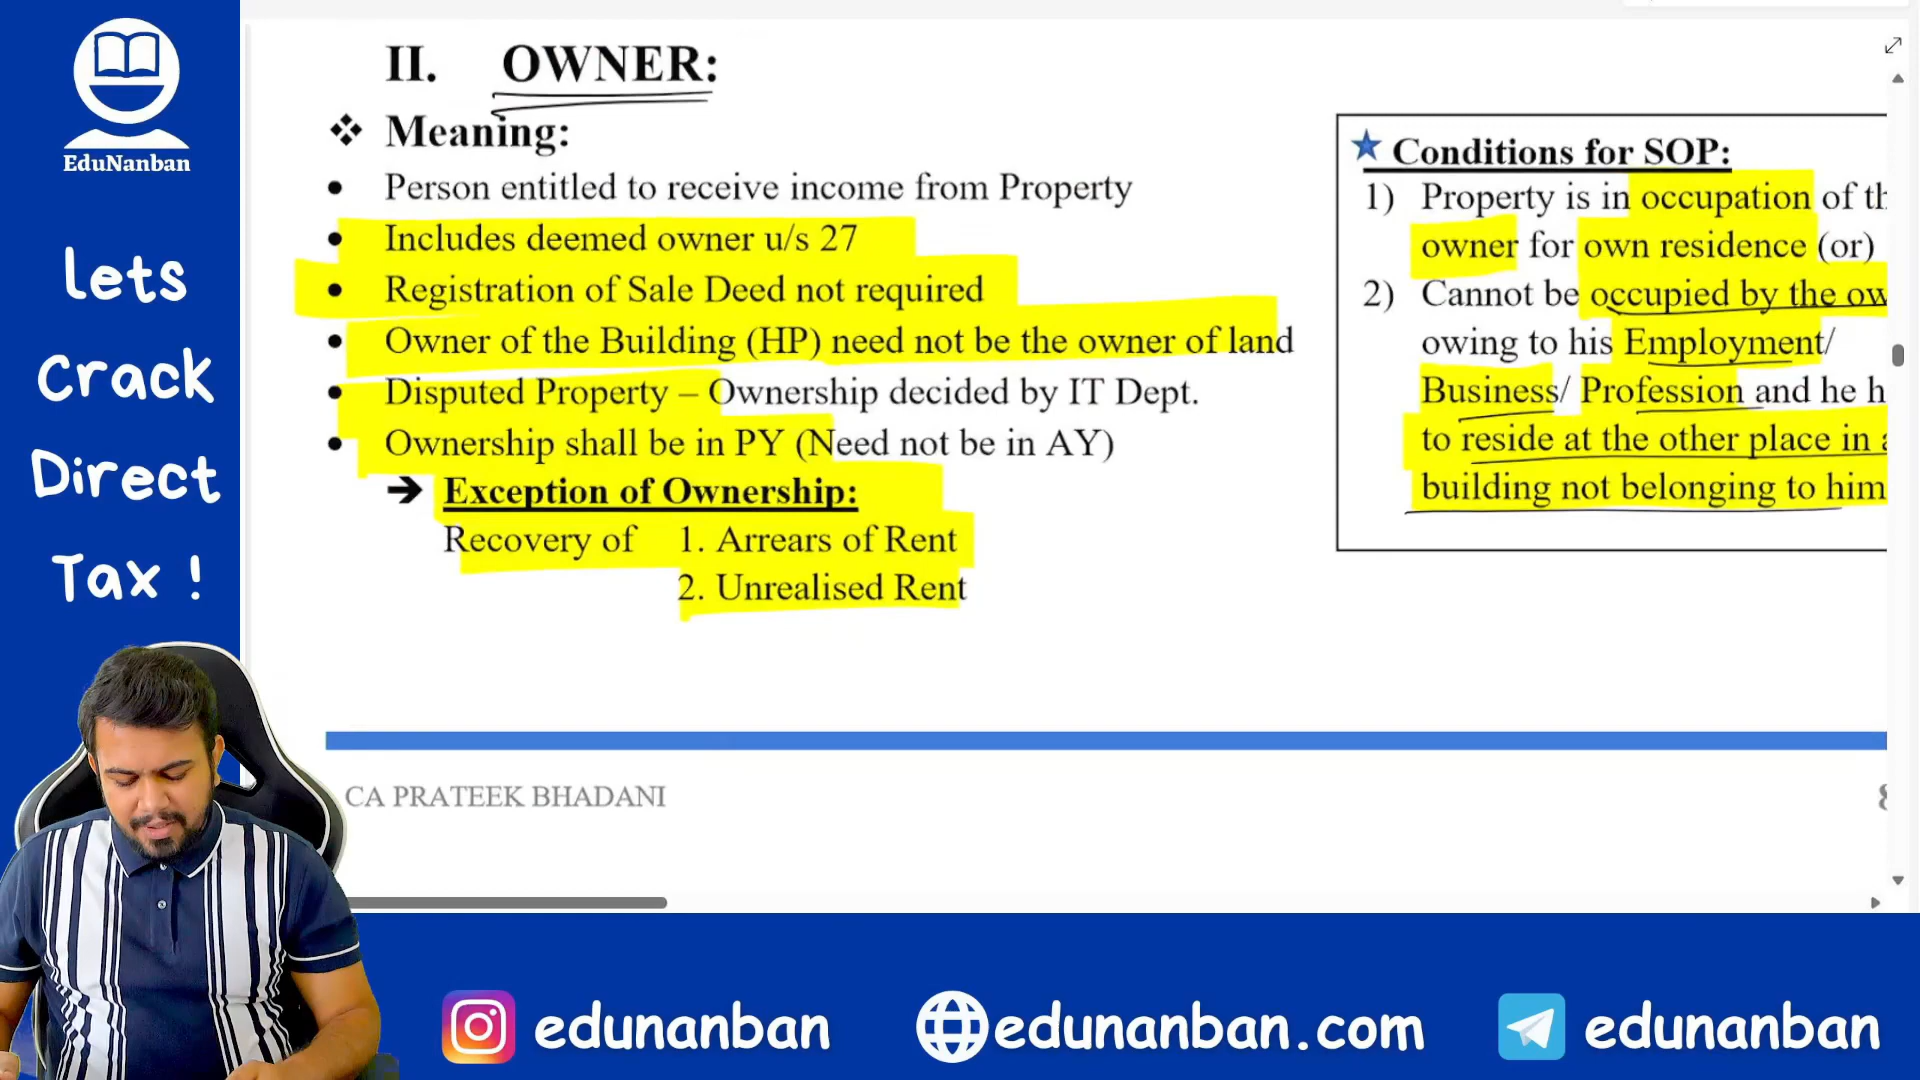 EduNanban
Lets
Crack
Direct
Tax !
II. OWNER:
❖ Meaning:
• Person entitled to receive income from Property
• Includes deemed owner u/s 27
• Registration of Sale Deed not required
• Owner of the Building (HP) need not be the owner of land
• Disputed Property – Ownership decided by IT Dept.
• Ownership shall be in PY (Need not be in AY)
➔ Exception of Ownership:
Recovery of 1. Arrears of Rent
2. Unrealised Rent
★ Conditions for SOP:
1) Property is in occupation of
owner for own residence (or)
2) Cannot be occupied by the
owing to his Employment/
Business/ Profession and he
to reside at the other place in
building not belonging to him
CA PRATEEK BHADANI
edunanban
edunanban.com
edunanban